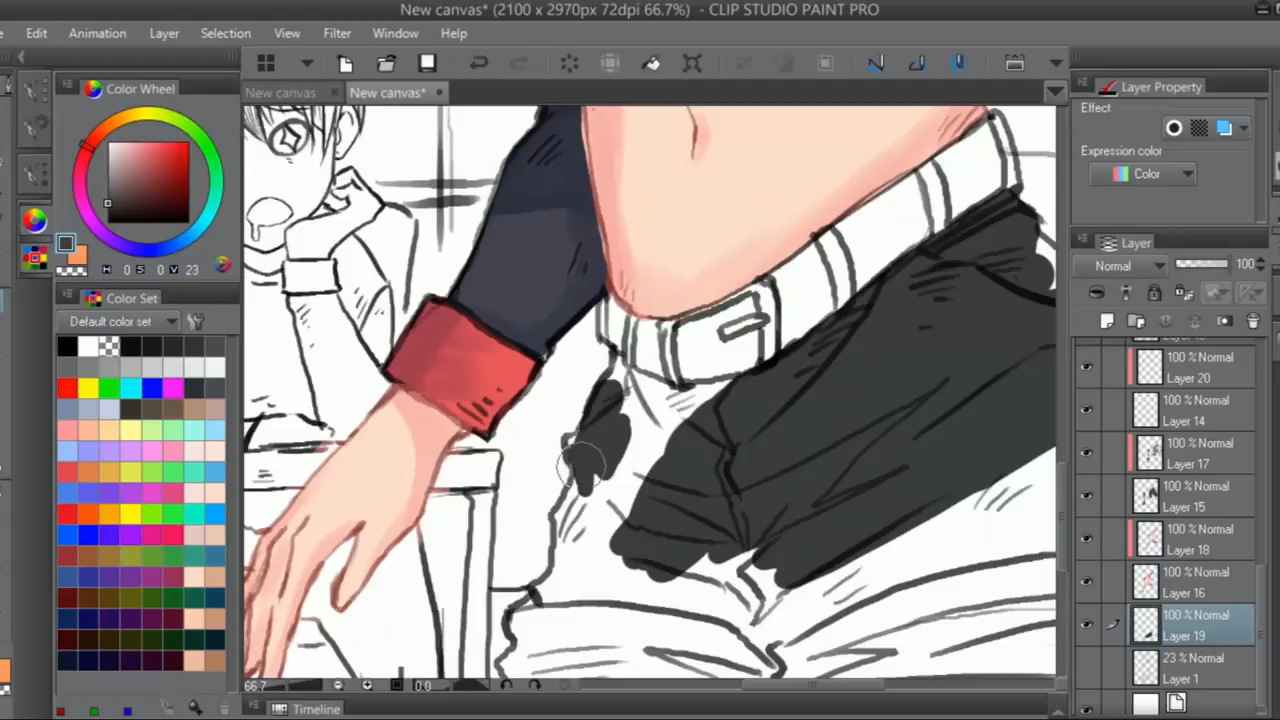 New canvas* (2100 x 2970px 72dpi 66.7%) - CLIP STUDIO PAINT PRO
Edit Animation Layer Selection View Filter Window Help
Color Wheel
New canvas
New canvas*
H 0 S 0 V 23
Color Set
Default color set
Layer Property
Effect
Expression color
Color
Layer
Normal 100
100 % Normal
Layer 20
100 % Normal
Layer 14
100 % Normal
Layer 17
100 % Normal
Layer 15
100 % Normal
Layer 18
100 % Normal
Layer 16
100 % Normal
Layer 19
23 % Normal
Layer 1
66.7 0.0
Timeline